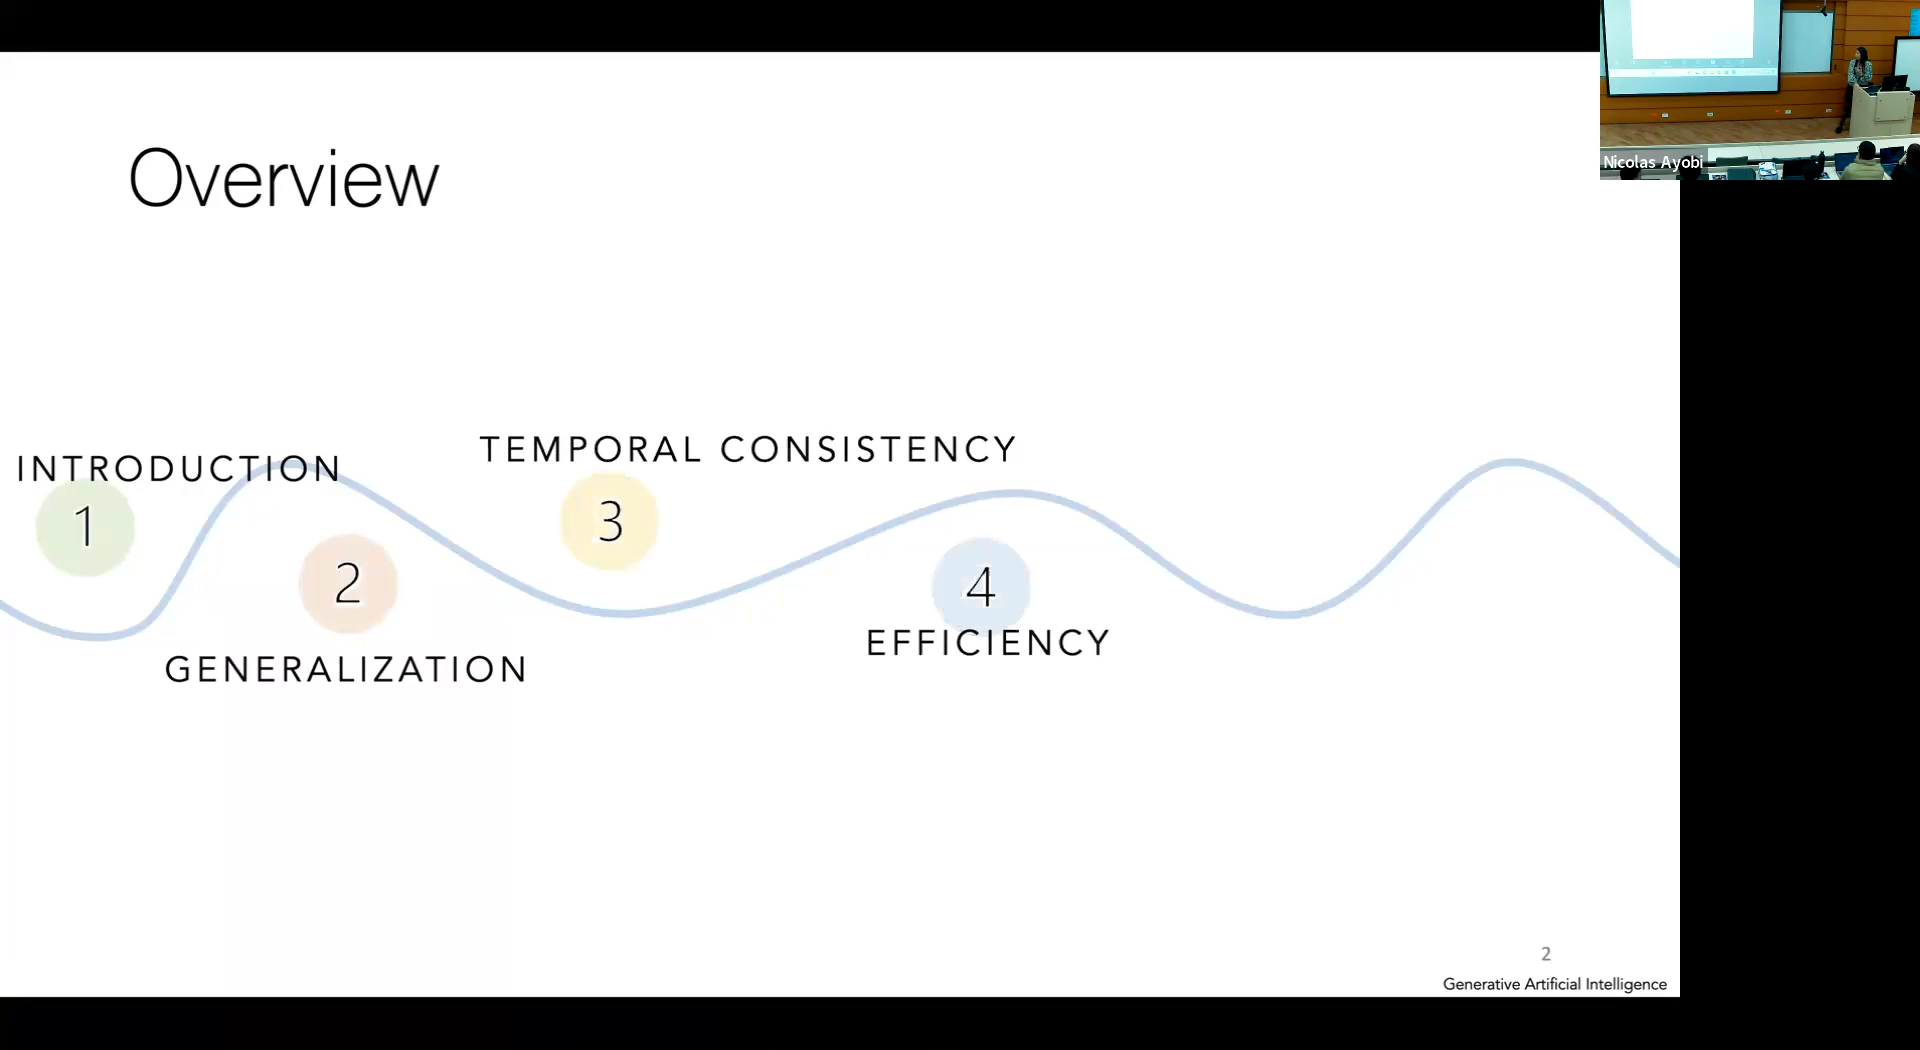 Nicolas Ayobi
Overview
INTRODUCTION
1
2
GENERALIZATION
TEMPORAL CONSISTENCY
3
4
EFFICIENCY
2
Generative Artificial Intelligence